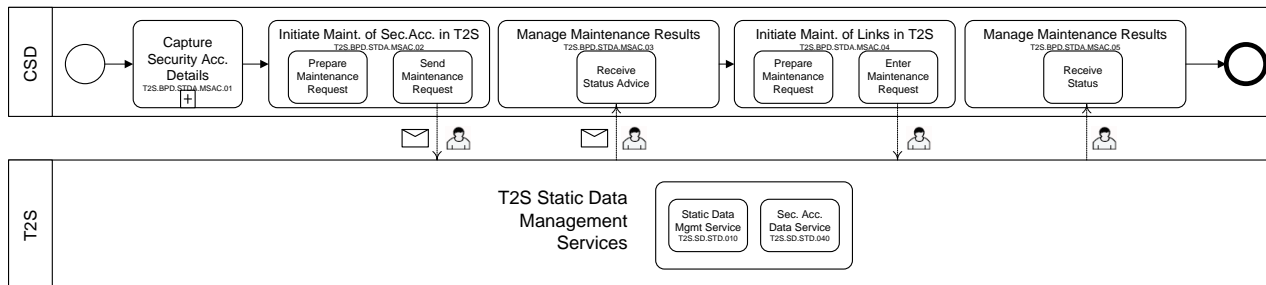 CSD
Capture
Security Acc.
Details
T2S.BPD.STDA.MSAC.01
Initiate Maint. of Sec.Acc. in T2S
T2S.BPD.STDA.MSAC.02
Prepare
Maintenance
Request
Send
Maintenance
Request
Manage Maintenance Results
T2S.BPD.STDA.MSAC.03
Receive
Status Advice
Initiate Maint. of Links in T2S
T2S.BPD.STDA.MSAC.04
Prepare
Maintenance
Request
Enter
Maintenance
Request
Manage Maintenance Results
T2S.BPD.STDA.MSAC.05
Receive
Status
T2S
T2S Static Data
Management
Services
Static Data
Mgmt Service
T2S.SD.STD.010
Sec. Acc.
Data Service
T2S.SD.STD.040